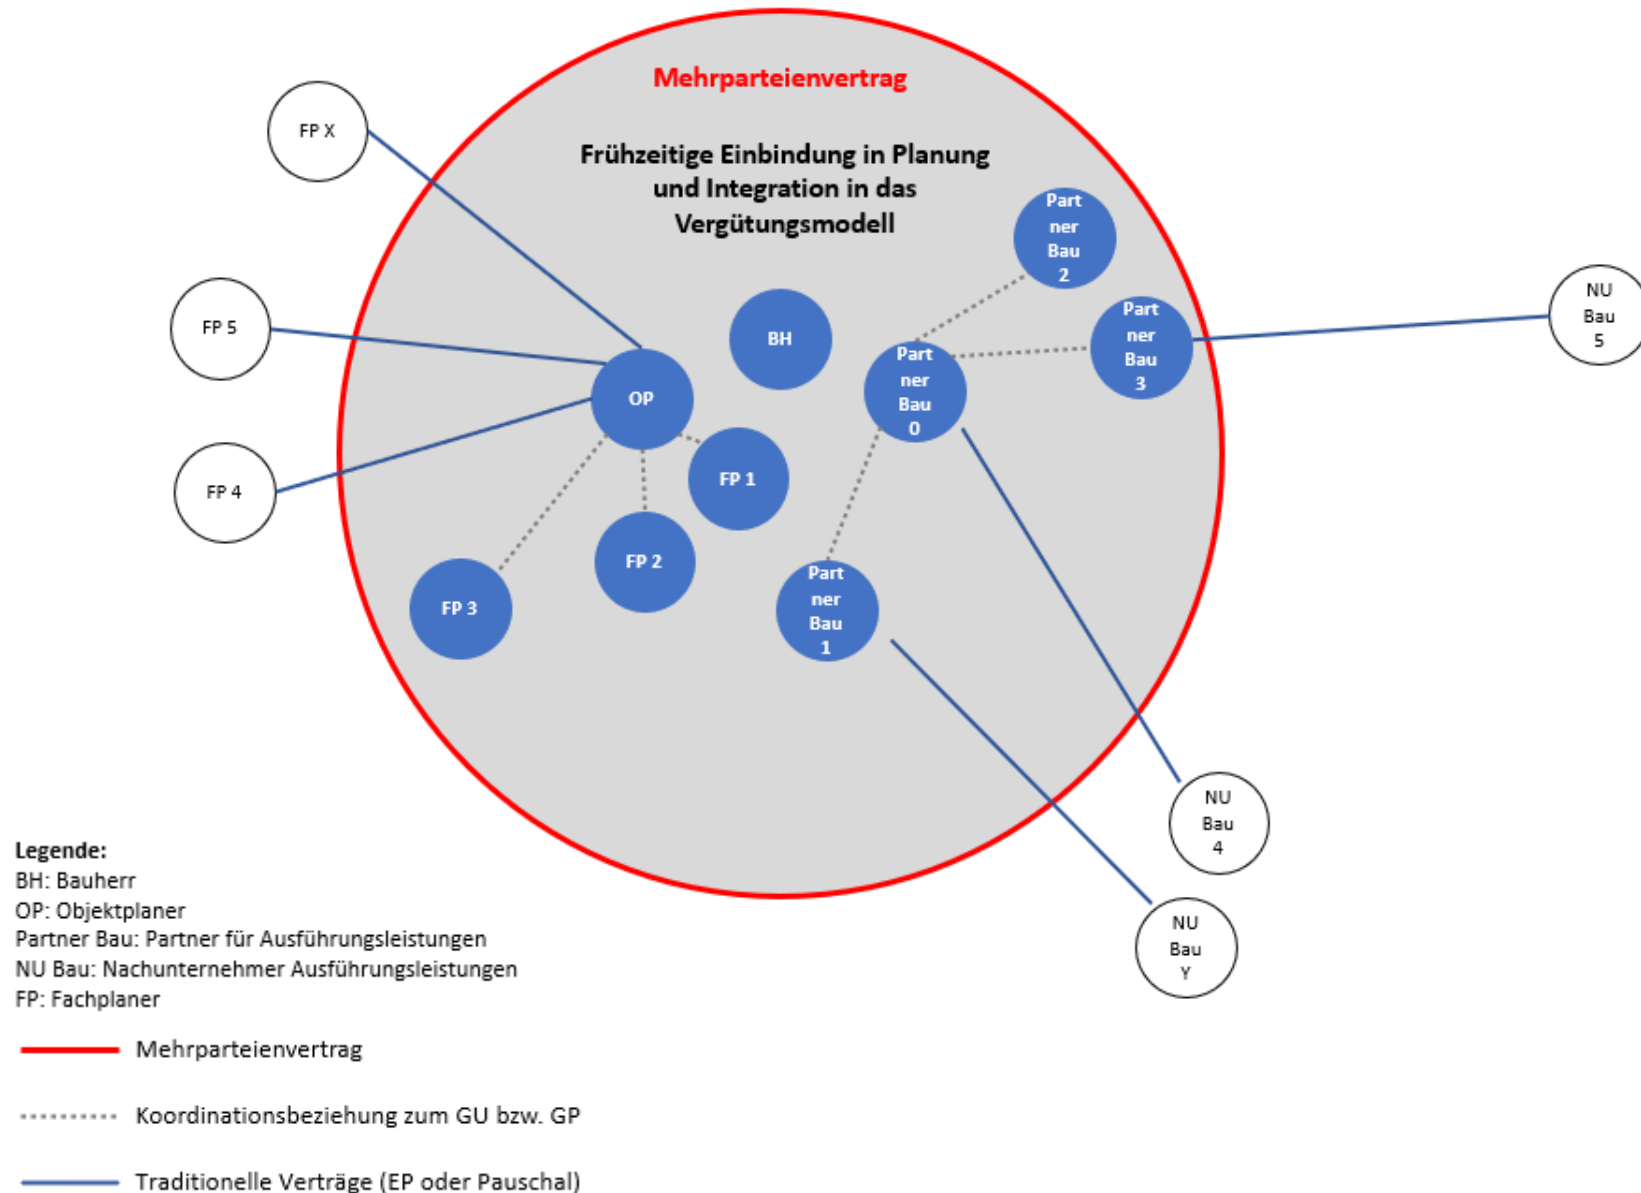 Mehrparteienvertrag
Frühzeitige Einbindung in Planung
und Integration in das
Vergütungsmodell
FP X
FP 5
FP 4
BH
OP
FP 1
FP 2
FP 3
Part
ner
Bau
2
Part
ner
Bau
3
Part
ner
Bau
0
Part
ner
Bau
1
NU
Bau
5
NU
Bau
4
NU
Bau
Y
Legende:
BH: Bauherr
OP: Objektplaner
Partner Bau: Partner für Ausführungsleistungen
NU Bau: Nachunternehmer Ausführungsleistungen
FP: Fachplaner
Mehrparteienvertrag
Koordinationsbeziehung zum GU bzw. GP
Traditionelle Verträge (EP oder Pauschal)